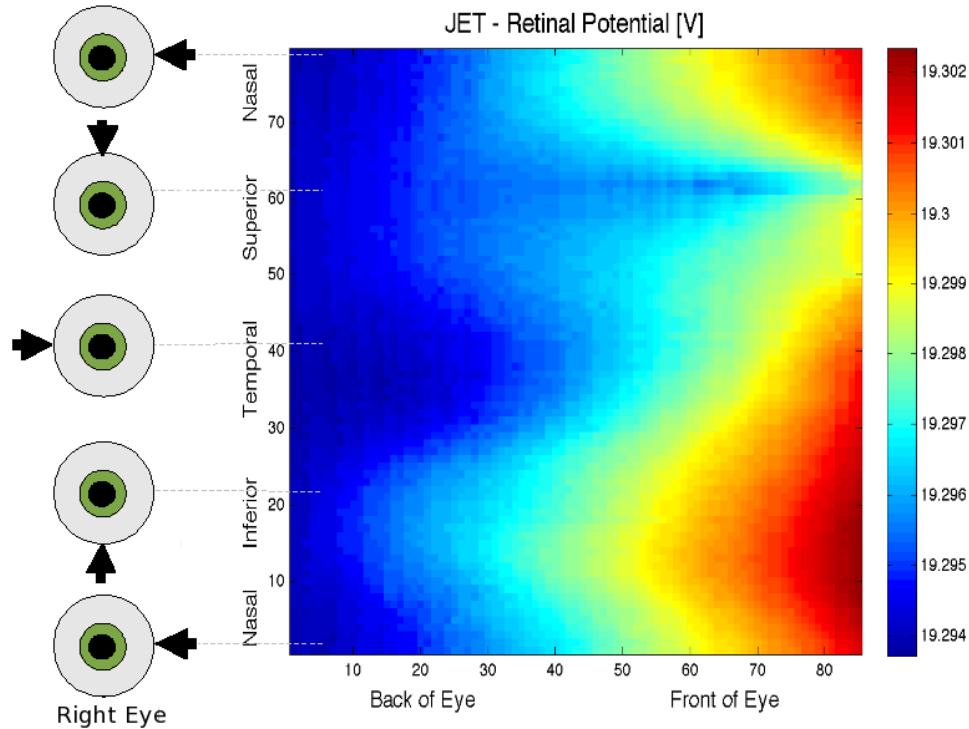 JET - Retinal Potential [V]
Nasal
Superior
Temporal
Inferior
Nasal
70
60
50
40
30
20
10
10 20 30 40 50 60 70 80
Back of Eye Front of Eye
19.302
19.301
19.3
19.299
19.298
19.297
19.296
19.295
19.294
Right Eye